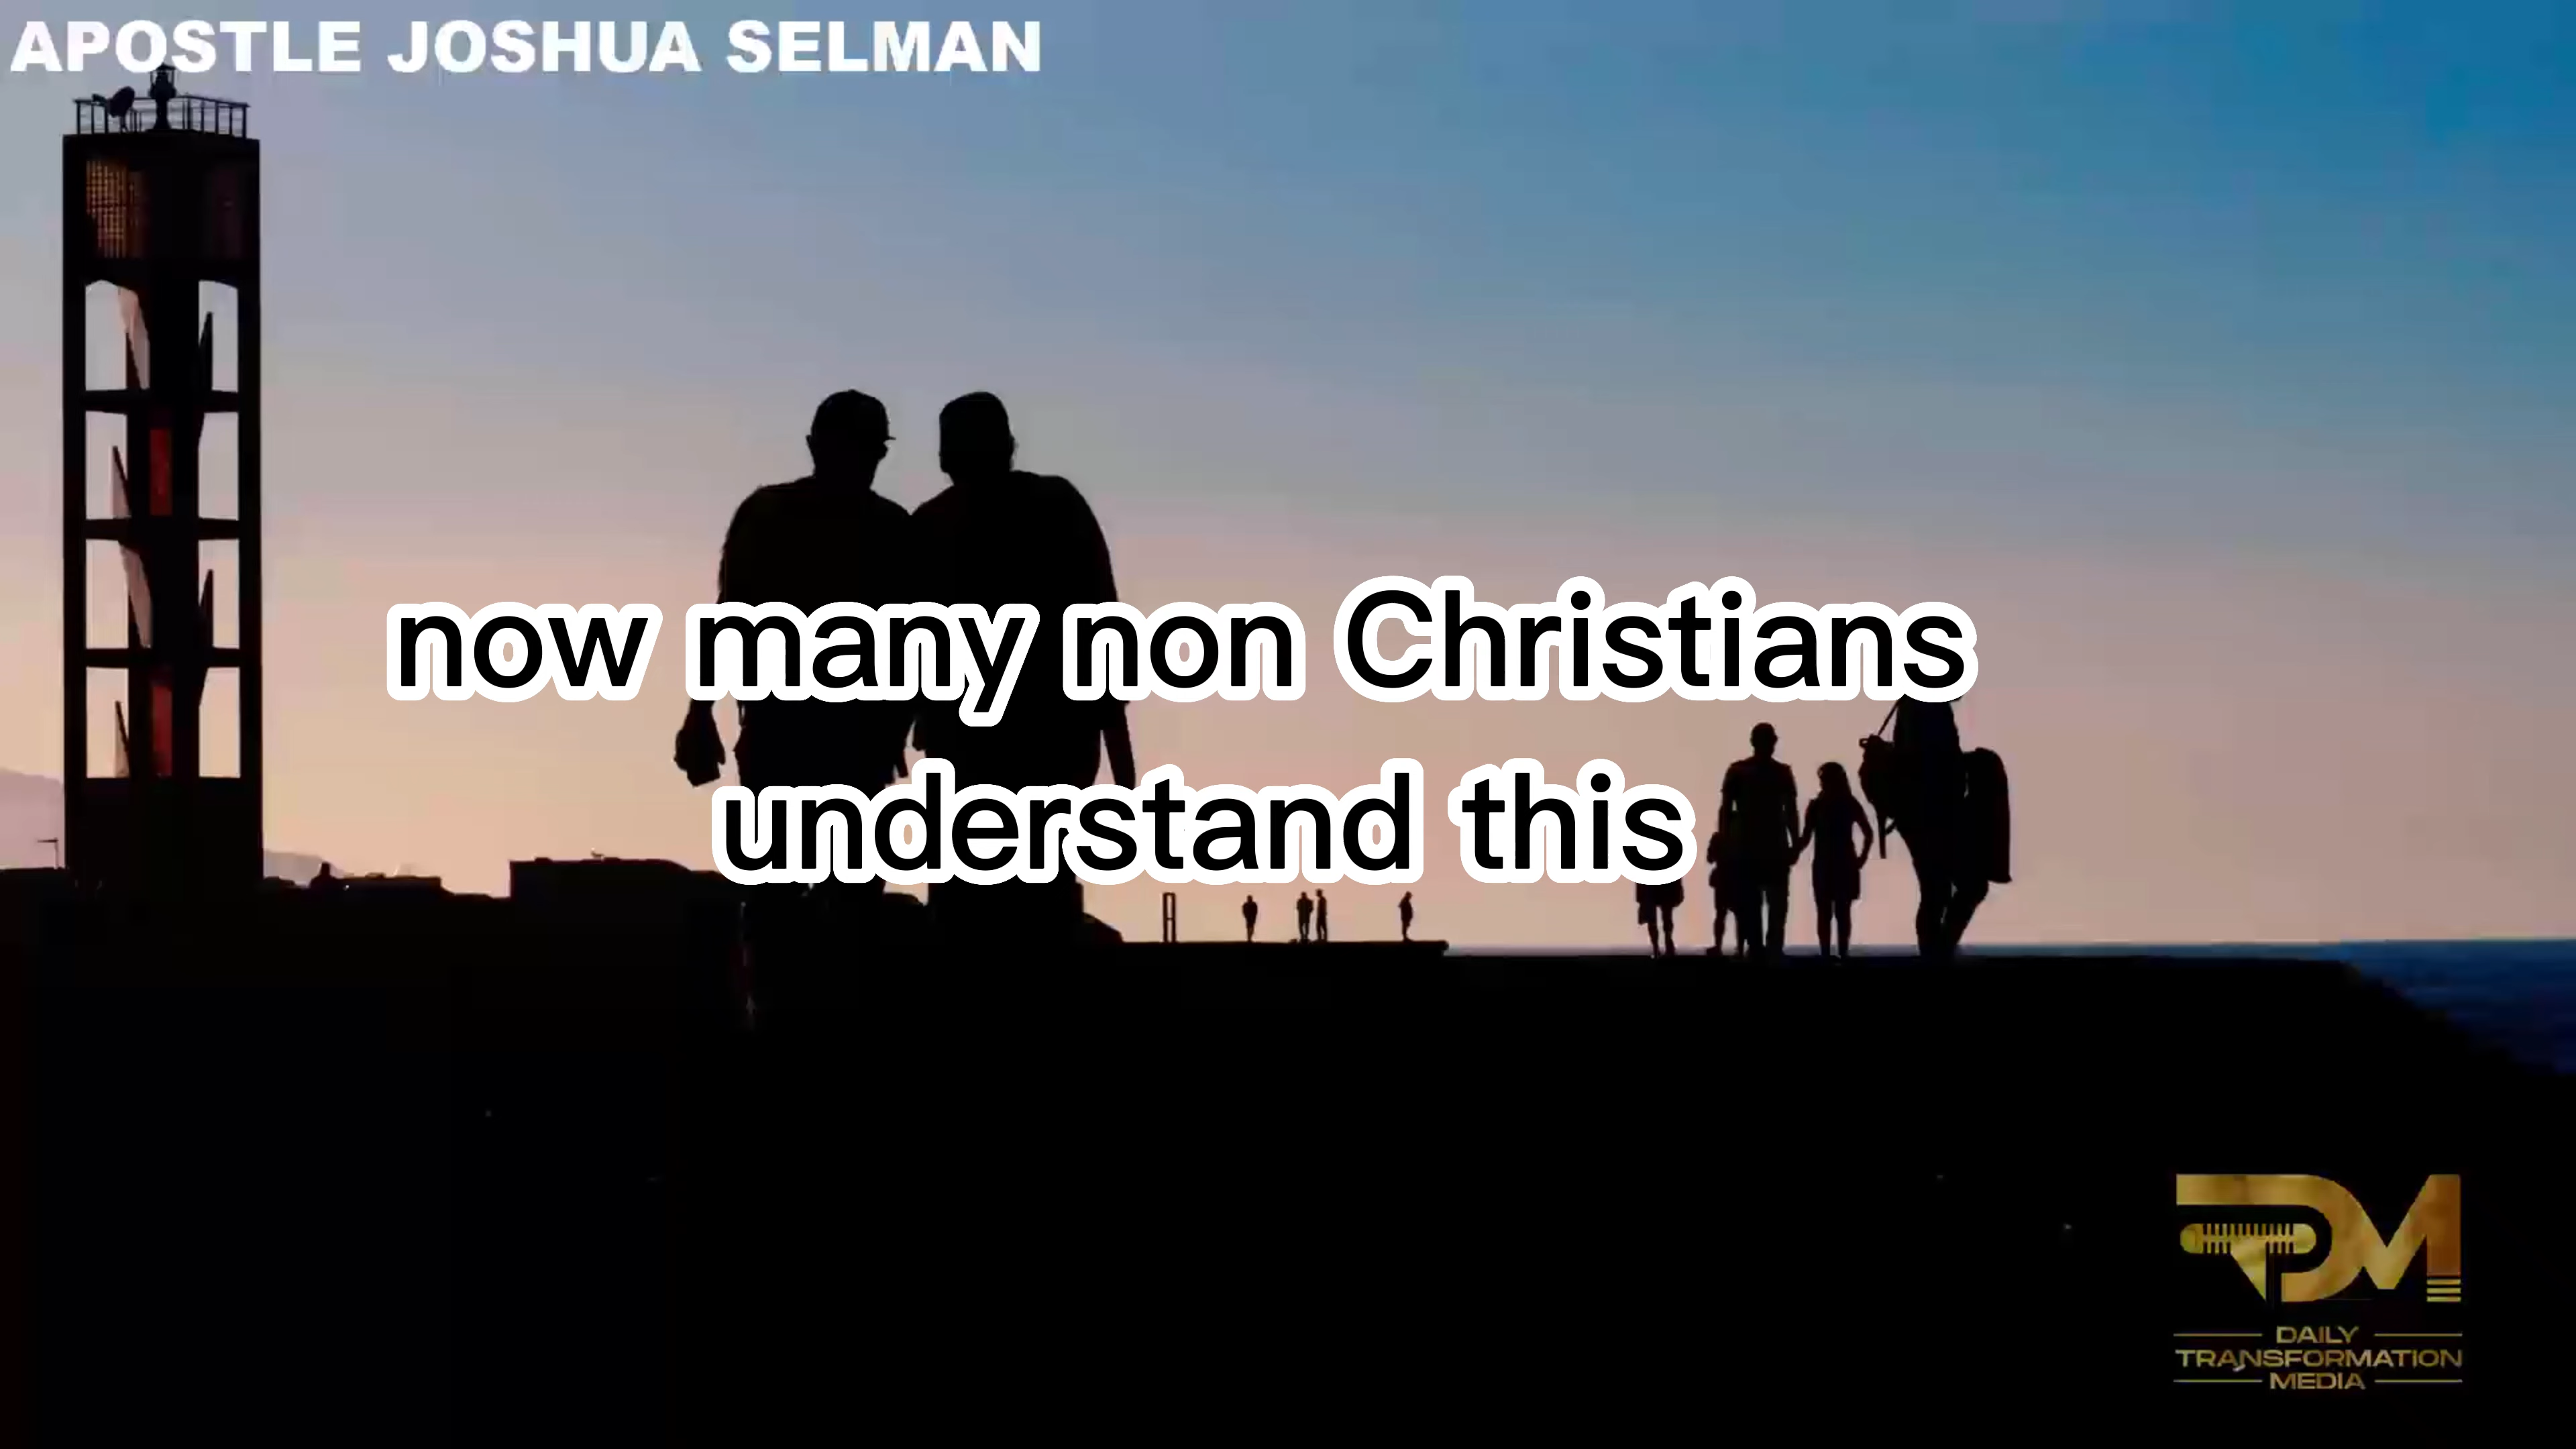 APOSTLE JOSHUA SELMAN
now many non Christians
understand this
DAILY
TRANSFORMATION
MEDIA